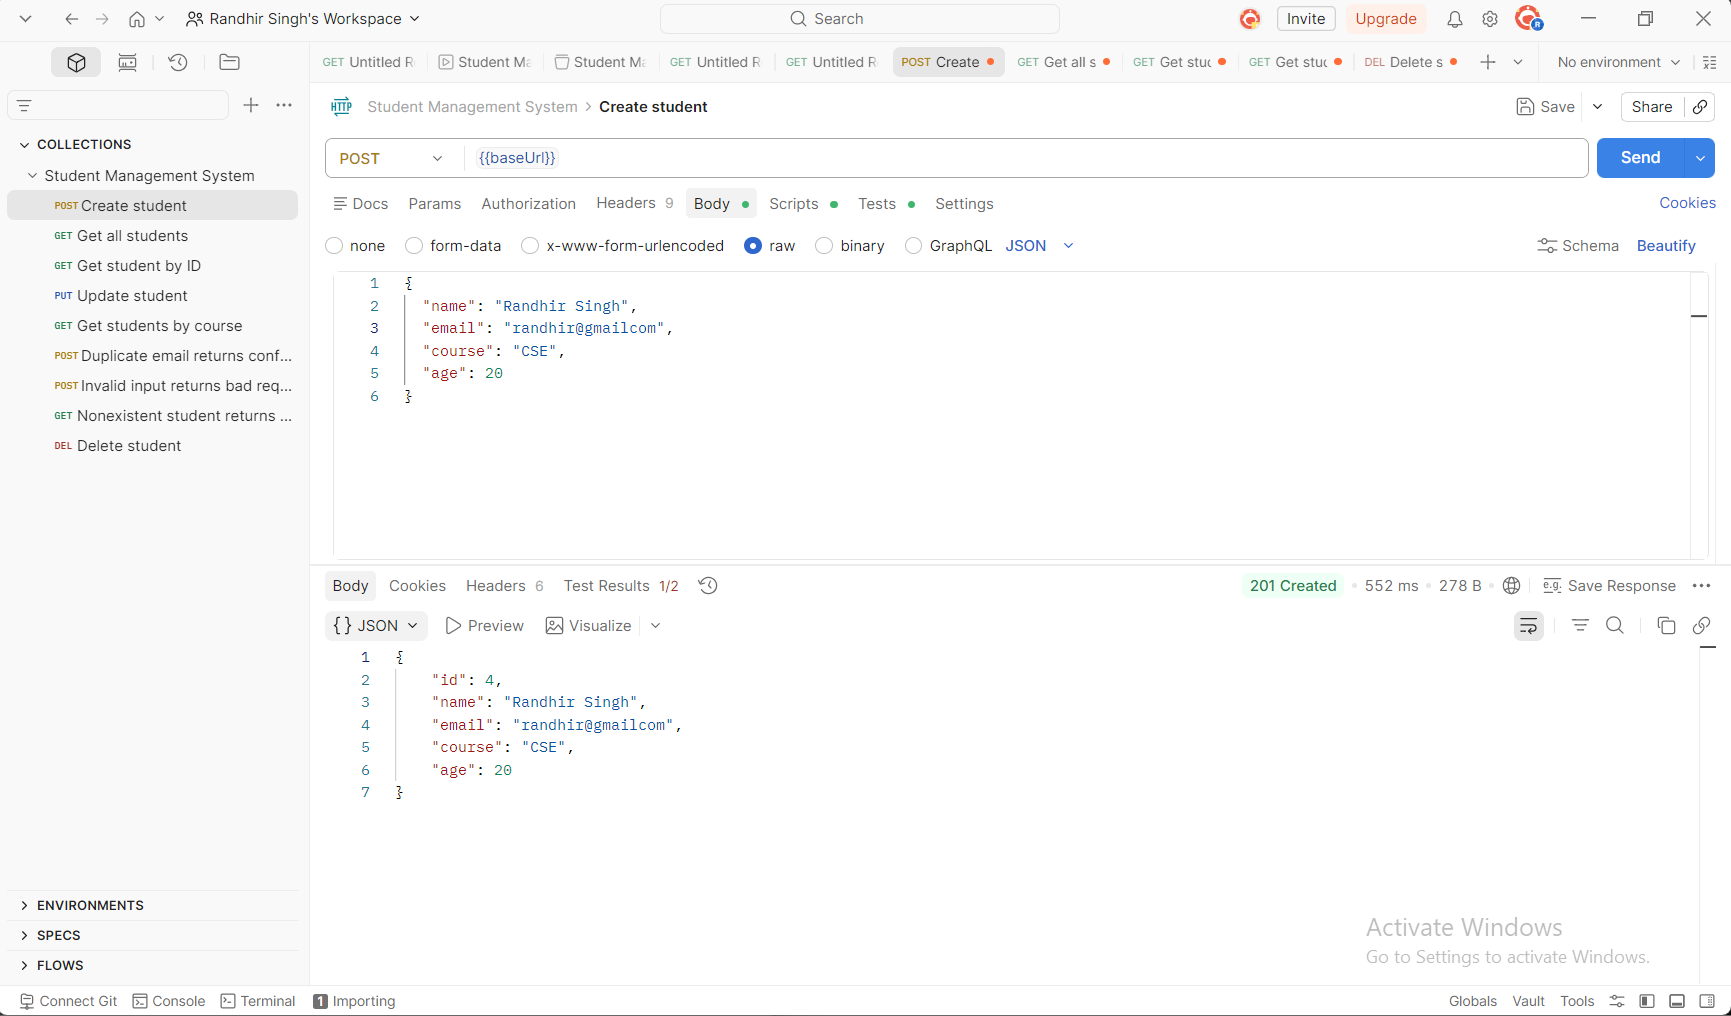 Randhir Singh's Workspace
Search
Invite
Upgrade
GET Untitled R
Student Ma
Student Ma
GET Untitled R
GET Untitled R
POST Create
GET Get all s
GET Get stuc
GET Get stuc
DEL Delete s
No environment
HTTP Student Management System > Create student
Save
Share
COLLECTIONS
Student Management System
POST Create student
GET Get all students
GET Get student by ID
PUT Update student
GET Get students by course
POST Duplicate email returns conf...
POST Invalid input returns bad req...
GET Nonexistent student returns ...
DEL Delete student
ENVIRONMENTS
SPECS
FLOWS
POST {{baseUrl}} Send
Docs Params Authorization Headers 9 Body Scripts Tests Settings Cookies
none form-data x-www-form-urlencoded raw binary GraphQL JSON Schema Beautify
1 {
2 "name": "Randhir Singh",
3 "email": "randhir@gmailcom",
4 "course": "CSE",
5 "age": 20
6 }
Body Cookies Headers 6 Test Results 1/2 201 Created 552 ms 278 B e.g. Save Response
{} JSON Preview Visualize
1 {
2 "id": 4,
3 "name": "Randhir Singh",
4 "email": "randhir@gmailcom",
5 "course": "CSE",
6 "age": 20
7 }
Activate Windows
Go to Settings to activate Windows.
Connect Git Console Terminal 1 Importing Globals Vault Tools